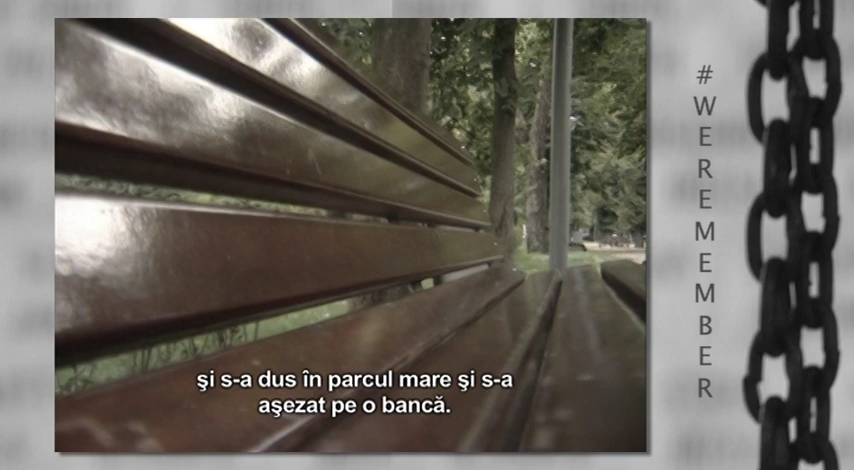 şi s-a dus în parcul mare şi s-a
aşezat pe o bancă.
#WEREMEMBER